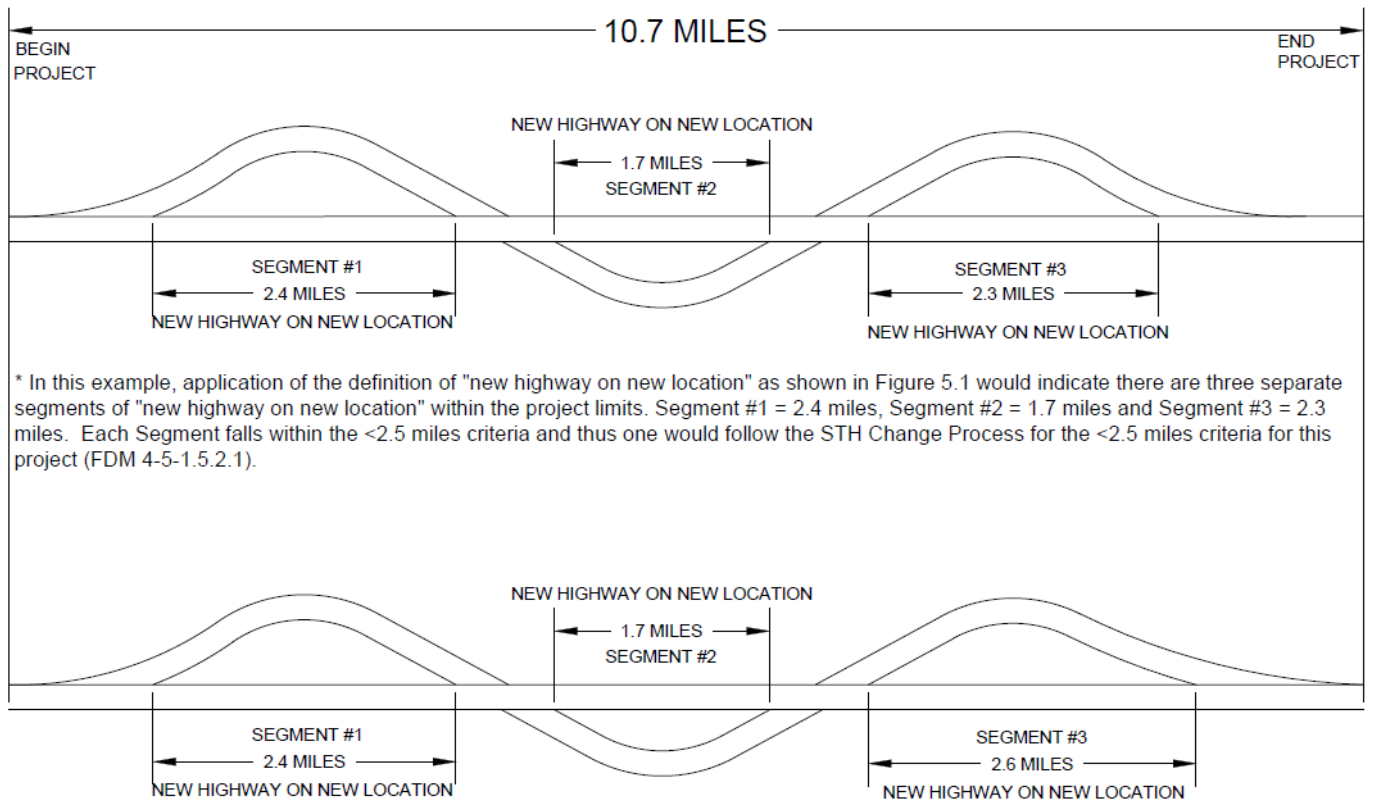 10.7 MILES
BEGIN
PROJECT
END
PROJECT
NEW HIGHWAY ON NEW LOCATION
1.7 MILES
SEGMENT #2
SEGMENT #1
2.4 MILES
NEW HIGHWAY ON NEW LOCATION
SEGMENT #3
2.3 MILES
NEW HIGHWAY ON NEW LOCATION
* In this example, application of the definition of "new highway on new location" as shown in Figure 5.1 would indicate there are three separate
segments of "new highway on new location" within the project limits. Segment #1 = 2.4 miles, Segment #2 = 1.7 miles and Segment #3 = 2.3
miles. Each Segment falls within the <2.5 miles criteria and thus one would follow the STH Change Process for the <2.5 miles criteria for this
project (FDM 4-5-1.5.2.1).
NEW HIGHWAY ON NEW LOCATION
1.7 MILES
SEGMENT #2
SEGMENT #1
2.4 MILES
NEW HIGHWAY ON NEW LOCATION
SEGMENT #3
2.6 MILES
NEW HIGHWAY ON NEW LOCATION